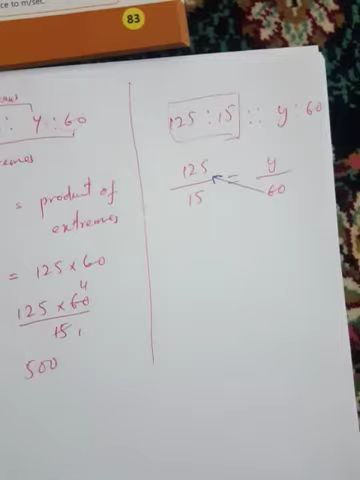 ce to m/sec.
83
: : y : 60
= product of
extremes
= 125 × 60
125 × 60 4
15 1
500
125 : 15 :: y : 60
125 = y
15 60